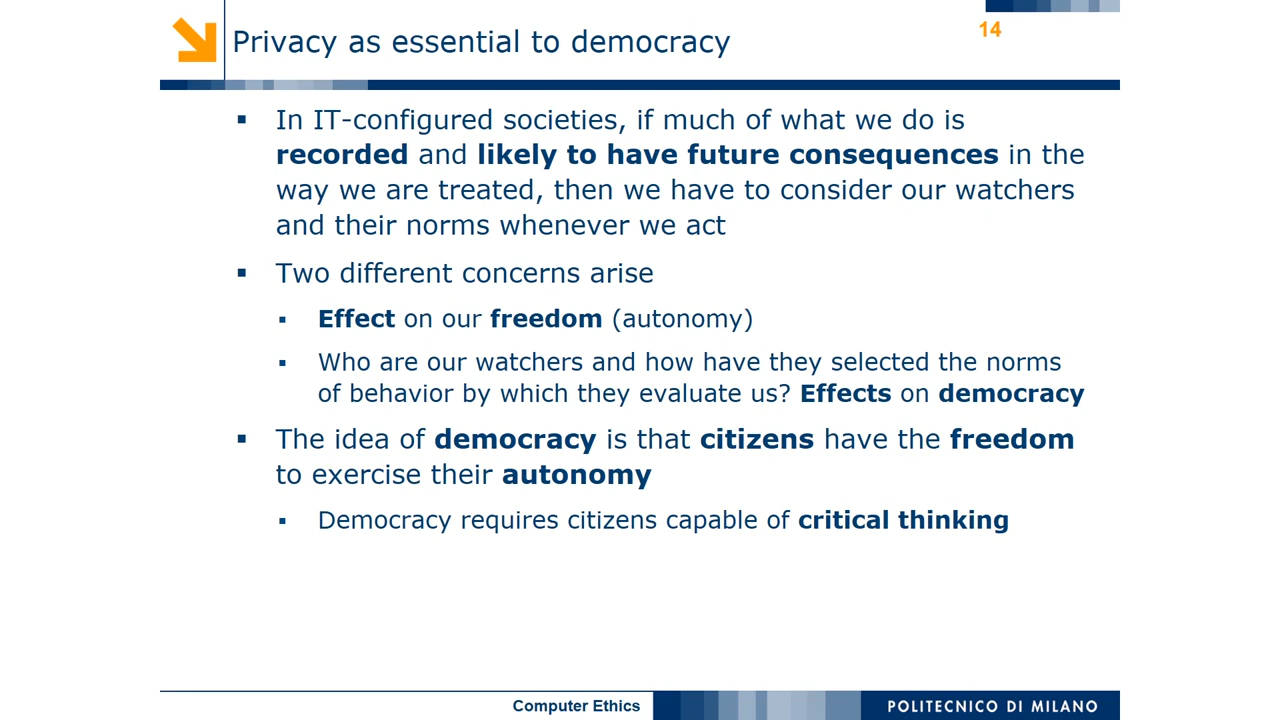 Privacy as essential to democracy
14
▪ In IT-configured societies, if much of what we do is
recorded and likely to have future consequences in the
way we are treated, then we have to consider our watchers
and their norms whenever we act
▪ Two different concerns arise
▪ Effect on our freedom (autonomy)
▪ Who are our watchers and how have they selected the norms
of behavior by which they evaluate us? Effects on democracy
▪ The idea of democracy is that citizens have the freedom
to exercise their autonomy
▪ Democracy requires citizens capable of critical thinking
Computer Ethics
POLITECNICO DI MILANO